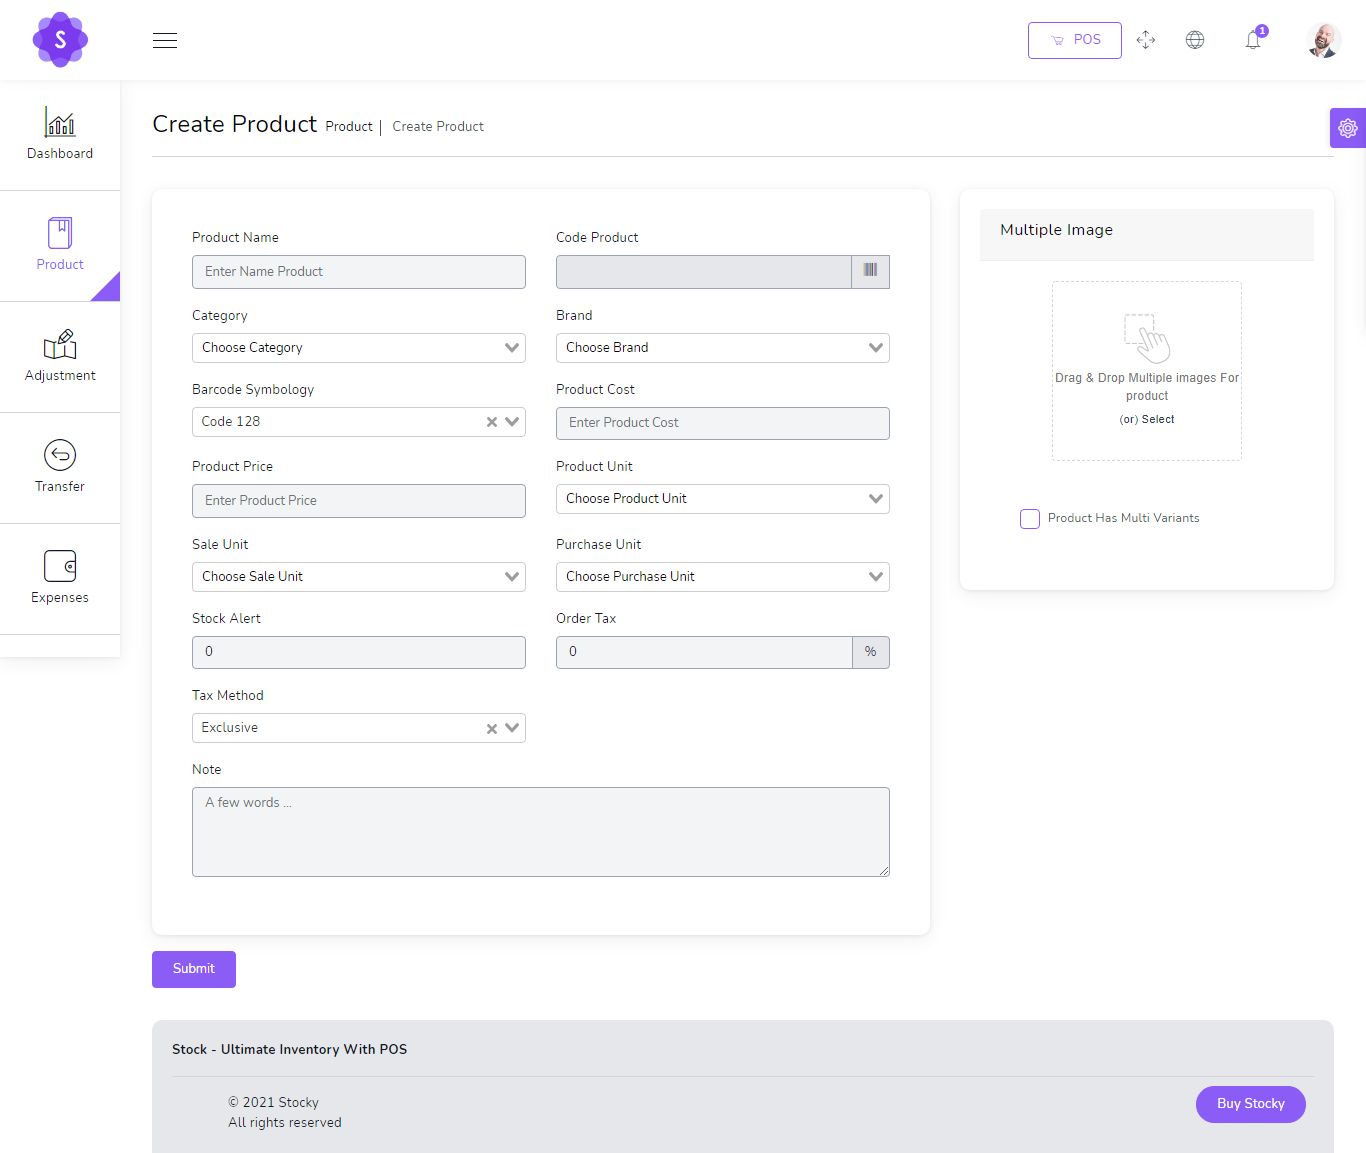 S
POS
1
Dashboard
Product
Adjustment
Transfer
Expenses
Create Product Product | Create Product
Product Name
Enter Name Product
Code Product
Category
Choose Category
Brand
Choose Brand
Barcode Symbology
Code 128
Product Cost
Enter Product Cost
Product Price
Enter Product Price
Product Unit
Choose Product Unit
Sale Unit
Choose Sale Unit
Purchase Unit
Choose Purchase Unit
Stock Alert
0
Order Tax
0 %
Tax Method
Exclusive
Note
A few words ...
Multiple Image
Drag & Drop Multiple images For
product
(or) Select
Product Has Multi Variants
Submit
Stock - Ultimate Inventory With POS
© 2021 Stocky
All rights reserved
Buy Stocky